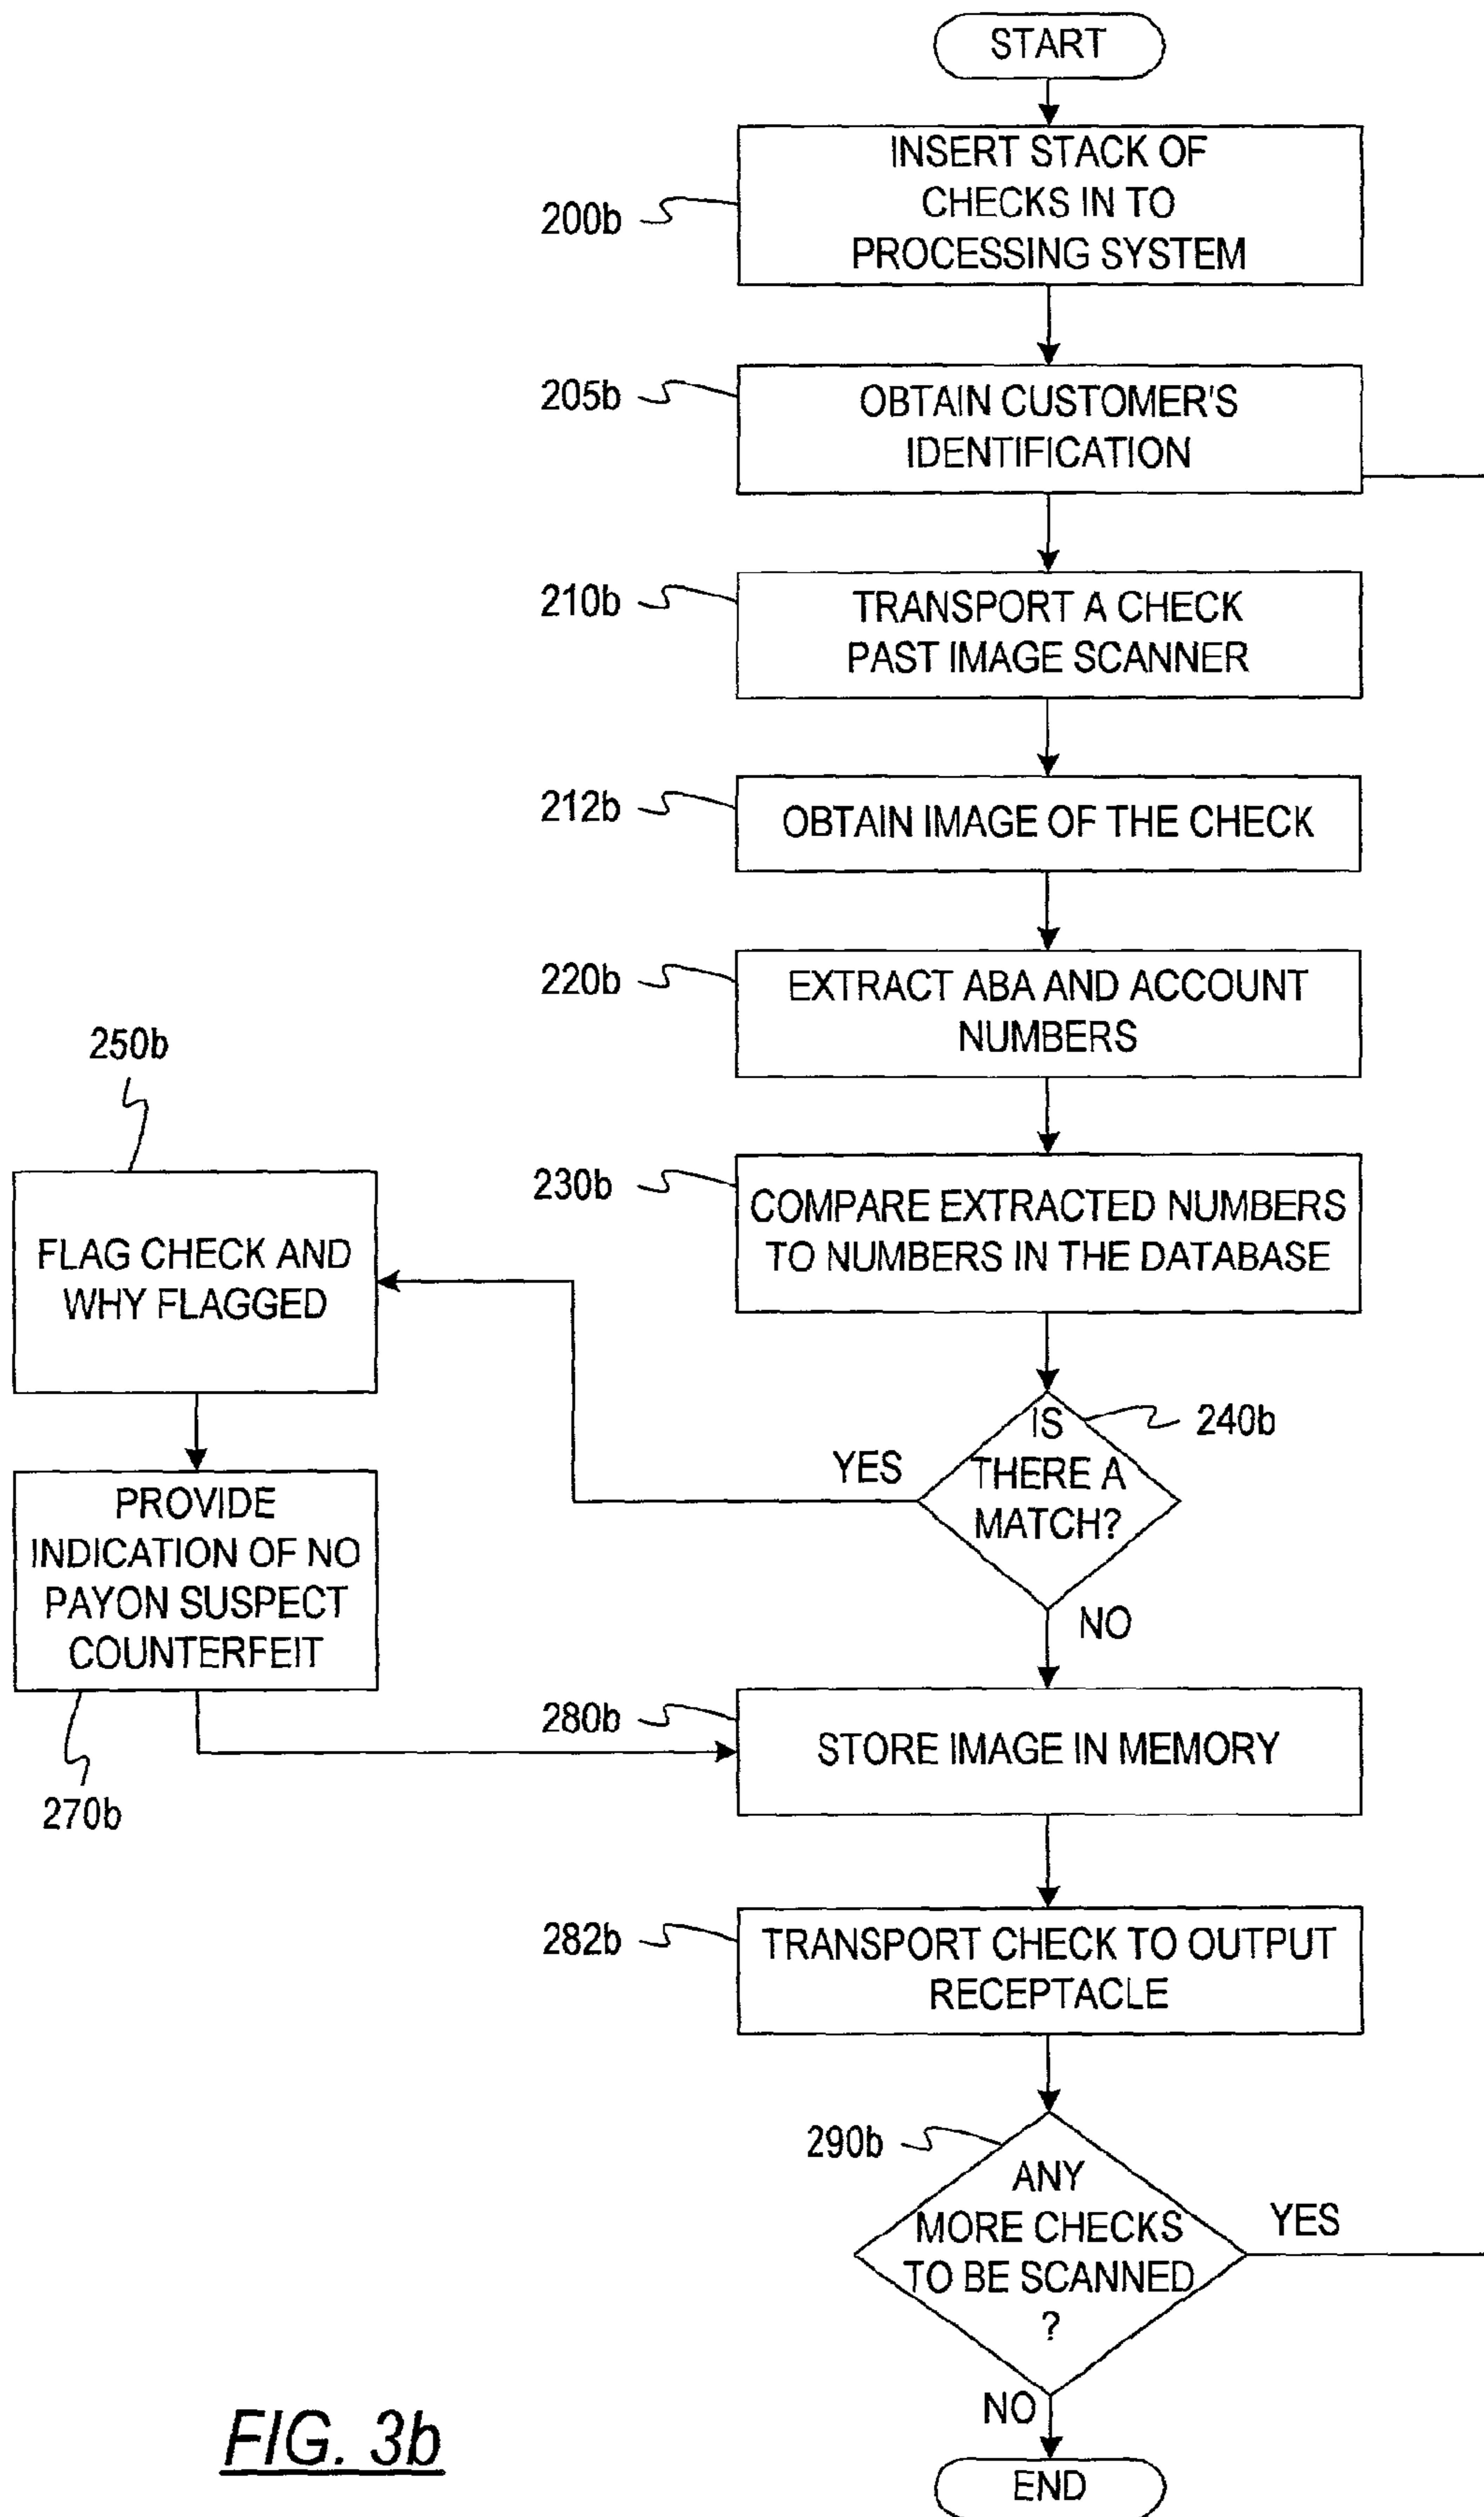 START
INSERT STACK OF
CHECKS IN TO
PROCESSING SYSTEM
200b
OBTAIN CUSTOMER'S
IDENTIFICATION
205b
TRANSPORT A CHECK
PAST IMAGE SCANNER
210b
OBTAIN IMAGE OF THE CHECK
212b
EXTRACT ABA AND ACCOUNT
NUMBERS
220b
COMPARE EXTRACTED NUMBERS
TO NUMBERS IN THE DATABASE
230b
IS
THERE A
MATCH?
240b
YES
NO
250b
FLAG CHECK AND
WHY FLAGGED
PROVIDE
INDICATION OF NO
PAYON SUSPECT
COUNTERFEIT
270b
STORE IMAGE IN MEMORY
280b
TRANSPORT CHECK TO OUTPUT
RECEPTACLE
282b
ANY
MORE CHECKS
TO BE SCANNED
?
290b
YES
NO
END
FIG. 3b